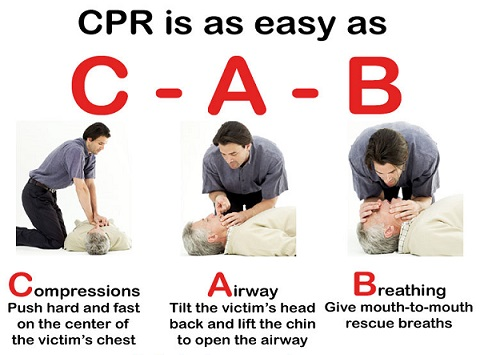 CPR is as easy as
C - A - B
Compressions
Push hard and fast
on the center of
the victim's chest
Airway
Tilt the victim's head
back and lift the chin
to open the airway
Breathing
Give mouth-to-mouth
rescue breaths